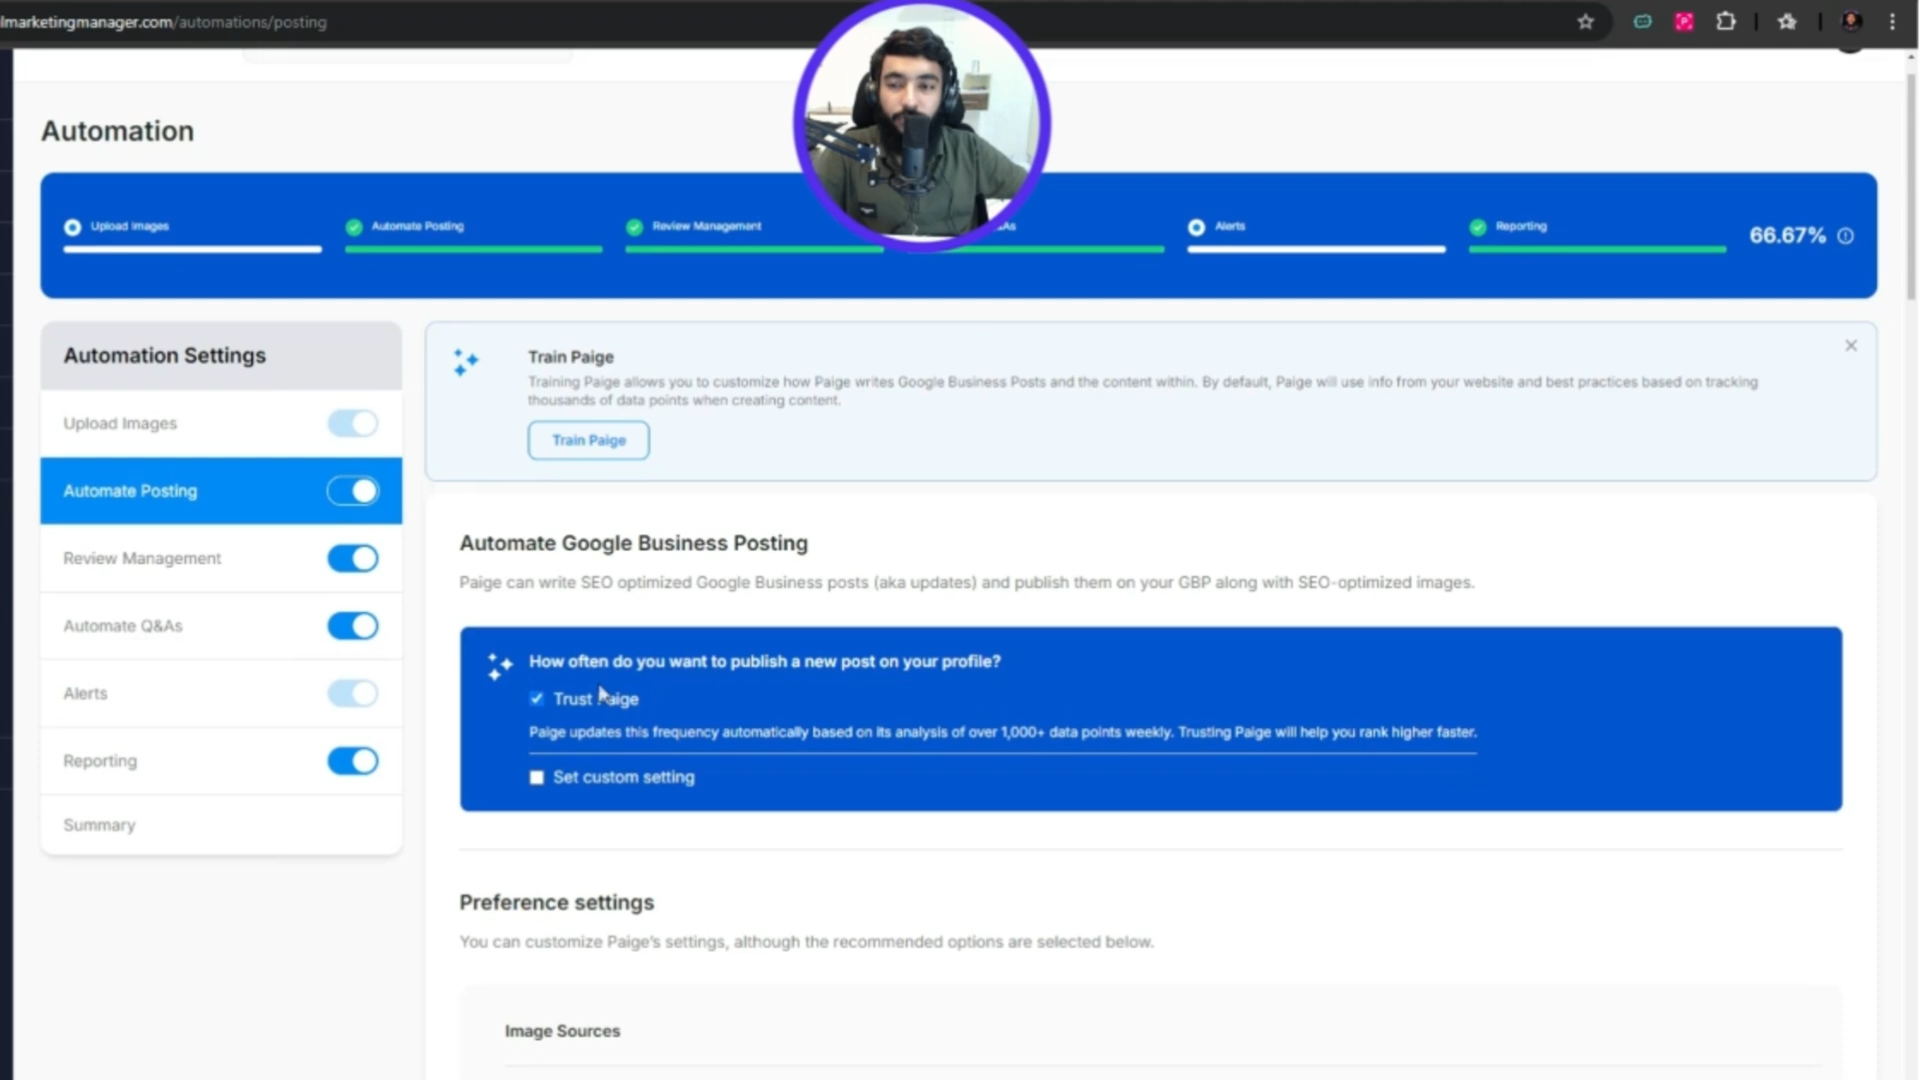 lmarketingmanager.com/automations/posting
Automation
Upload Images
Automate Posting
Review Management
Alerts
Reporting
66.67%
Automation Settings
Upload Images
Automate Posting
Review Management
Automate Q&As
Alerts
Reporting
Summary
Train Paige
Training Paige allows you to customize how Paige writes Google Business Posts and the content within. By default, Paige will use info from your website and best practices based on tracking
thousands of data points when creating content.
Train Paige
Automate Google Business Posting
Paige can write SEO optimized Google Business posts (aka updates) and publish them on your GBP along with SEO-optimized images.
How often do you want to publish a new post on your profile?
Trust Paige
Paige updates this frequency automatically based on its analysis of over 1,000+ data points weekly. Trusting Paige will help you rank higher faster.
Set custom setting
Preference settings
You can customize Paige's settings, although the recommended options are selected below.
Image Sources